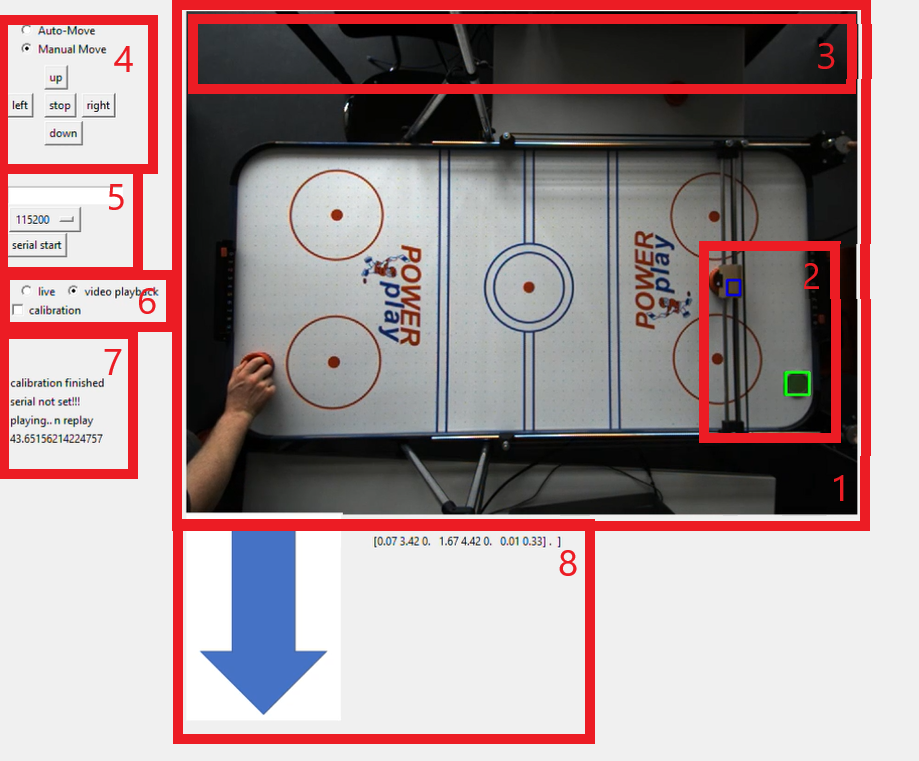 Auto-Move
Manual Move
4
up
left stop right
down
5
115200
serial start
live video playback
calibration
6
7
calibration finished
serial not set!!!
playing.. n replay
43.65156214224757
3
POWER
play
POWER
play
2
1
[0.07 3.42 0. 1.67 4.42 0. 0.01 0.33] . ]
8